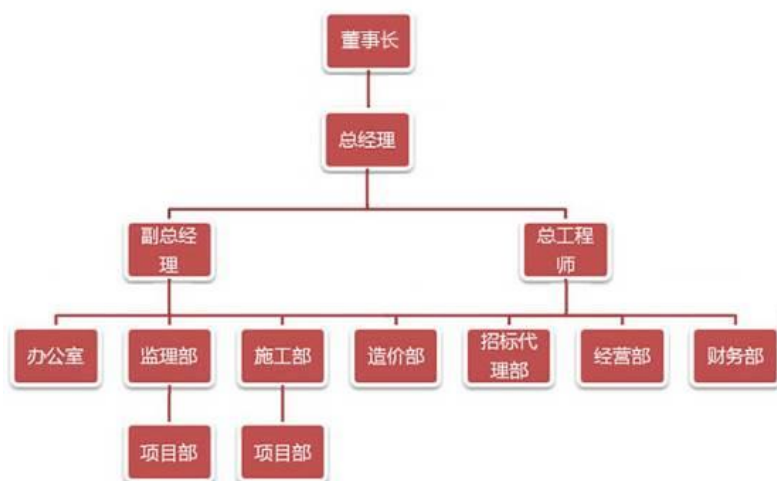 董事长
总经理
副总经
理
总工程
师
办公室
监理部
施工部
造价部
招标代
理部
经营部
财务部
项目部
项目部